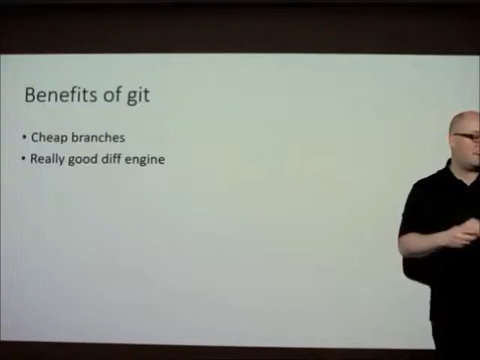 Benefits of git
• Cheap branches
• Really good diff engine